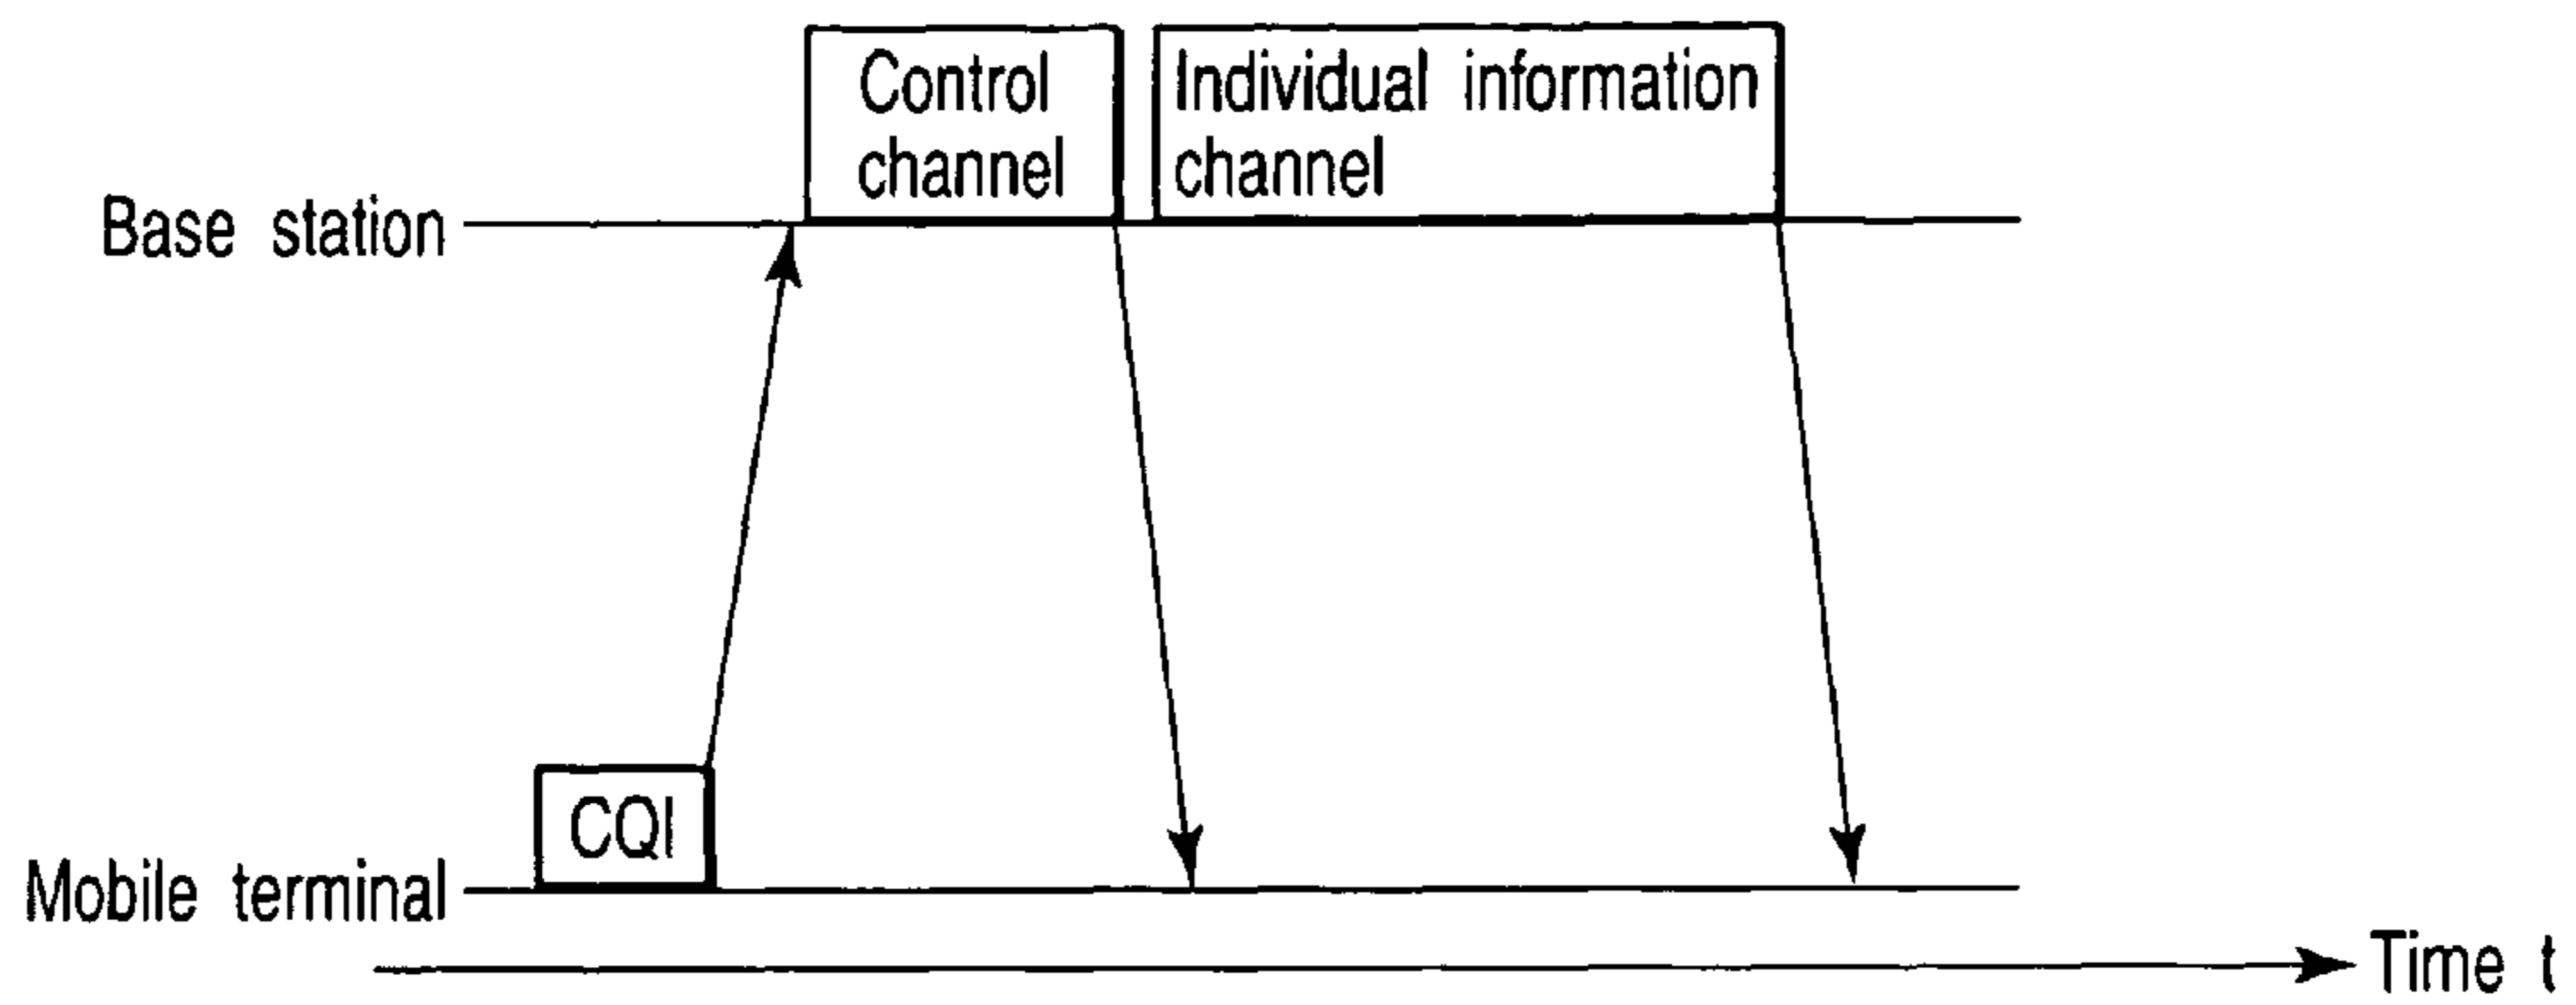 Control
channel
Individual information
channel
Base station
CQI
Mobile terminal
Time t